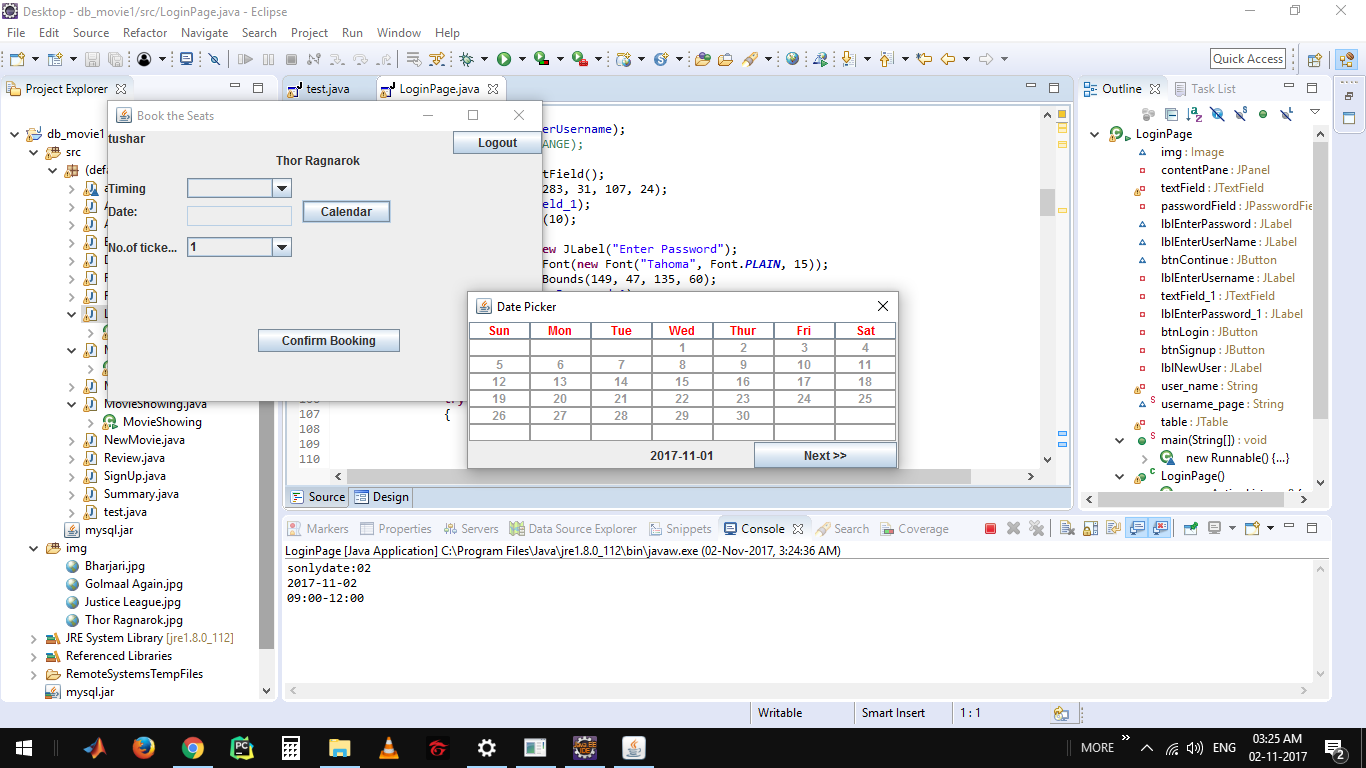 Desktop - db_movie1/src/LoginPage.java - Eclipse
File Edit Source Refactor Navigate Search Project Run Window Help
Quick Access
Project Explorer
test.java
LoginPage.java
Outline
Task List
db_movie1
src
(defa
MovieShowing.java
MovieShowing
NewMovie.java
Review.java
SignUp.java
Summary.java
test.java
mysql.jar
img
Bharjari.jpg
Golmaal Again.jpg
Justice League.jpg
Thor Ragnarok.jpg
JRE System Library [jre1.8.0_112]
Referenced Libraries
RemoteSystemsTempFiles
mysql.jar
Book the Seats
tushar
Logout
Thor Ragnarok
Timing
Date:
Calendar
No.of ticke...
1
Confirm Booking
erUsername);
ANGE);
tField();
283, 31, 107, 24);
eld_1);
(10);
ew JLabel("Enter Password");
Font(new Font("Tahoma", Font.PLAIN, 15));
Bounds(149, 47, 135, 60);
107 {
108
109
110
Date Picker
Sun Mon Tue Wed Thur Fri Sat
1 2 3 4
5 6 7 8 9 10 11
12 13 14 15 16 17 18
19 20 21 22 23 24 25
26 27 28 29 30
2017-11-01
Next >>
Source
Design
LoginPage
img : Image
contentPane : JPanel
textField : JTextField
passwordField : JPasswordFie
lblEnterPassword : JLabel
lblEnterUserName : JLabel
btnContinue : JButton
lblEnterUsername : JLabel
textField_1 : JTextField
lblEnterPassword_1 : JLabel
btnLogin : JButton
btnSignup : JButton
lblNewUser : JLabel
user_name : String
username_page : String
table : JTable
main(String[]) : void
new Runnable() {...}
LoginPage()
Markers Properties Servers Data Source Explorer Snippets Console Search Coverage
LoginPage [Java Application] C:\Program Files\Java\jre1.8.0_112\bin\javaw.exe (02-Nov-2017, 3:24:36 AM)
sonlydate:02
2017-11-02
09:00-12:00
Writable
Smart Insert
1 : 1
MORE
ENG
03:25 AM
02-11-2017
2